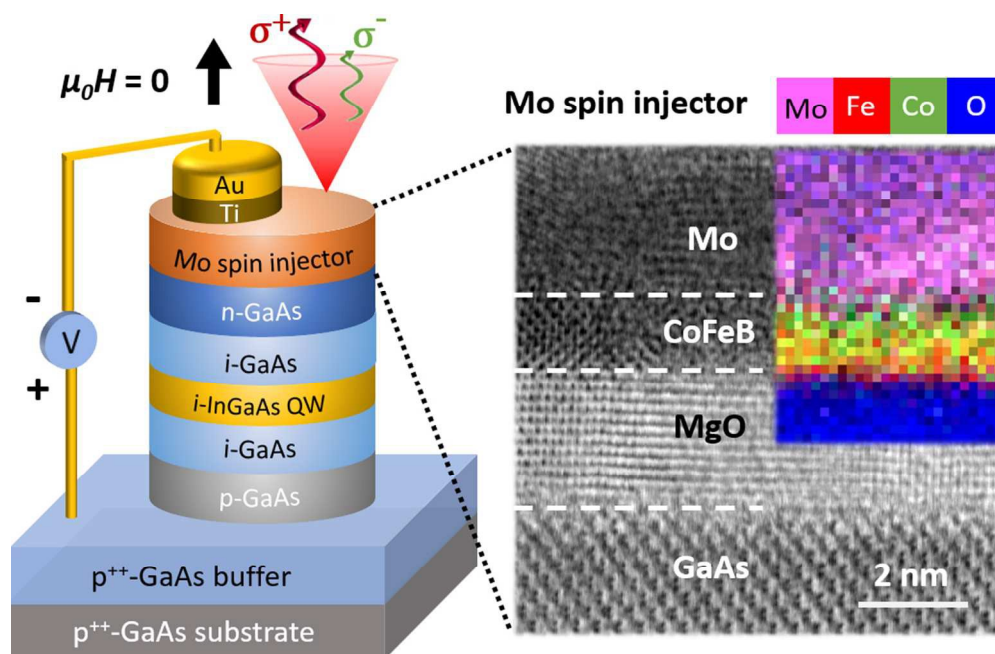 σ⁺
σ⁻
μ₀H = 0
Au
Ti
Mo spin injector
n-GaAs
i-GaAs
i-InGaAs QW
i-GaAs
p-GaAs
-
V
+
p⁺⁺-GaAs buffer
p⁺⁺-GaAs substrate
Mo spin injector
Mo Fe Co O
Mo
CoFeB
MgO
GaAs
2 nm